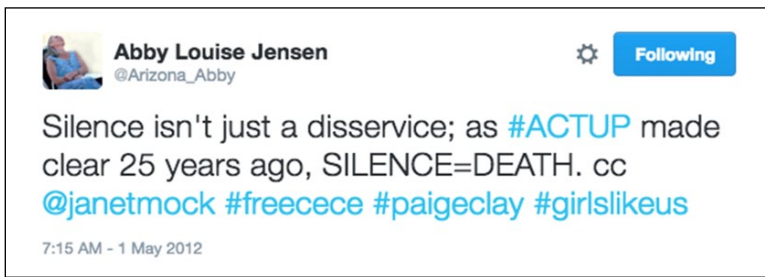 Abby Louise Jensen
@Arizona_Abby
Following
Silence isn't just a disservice; as #ACTUP made
clear 25 years ago, SILENCE=DEATH. cc
@janetmock #freecece #paigeclay #girlslikeus
7:15 AM - 1 May 2012